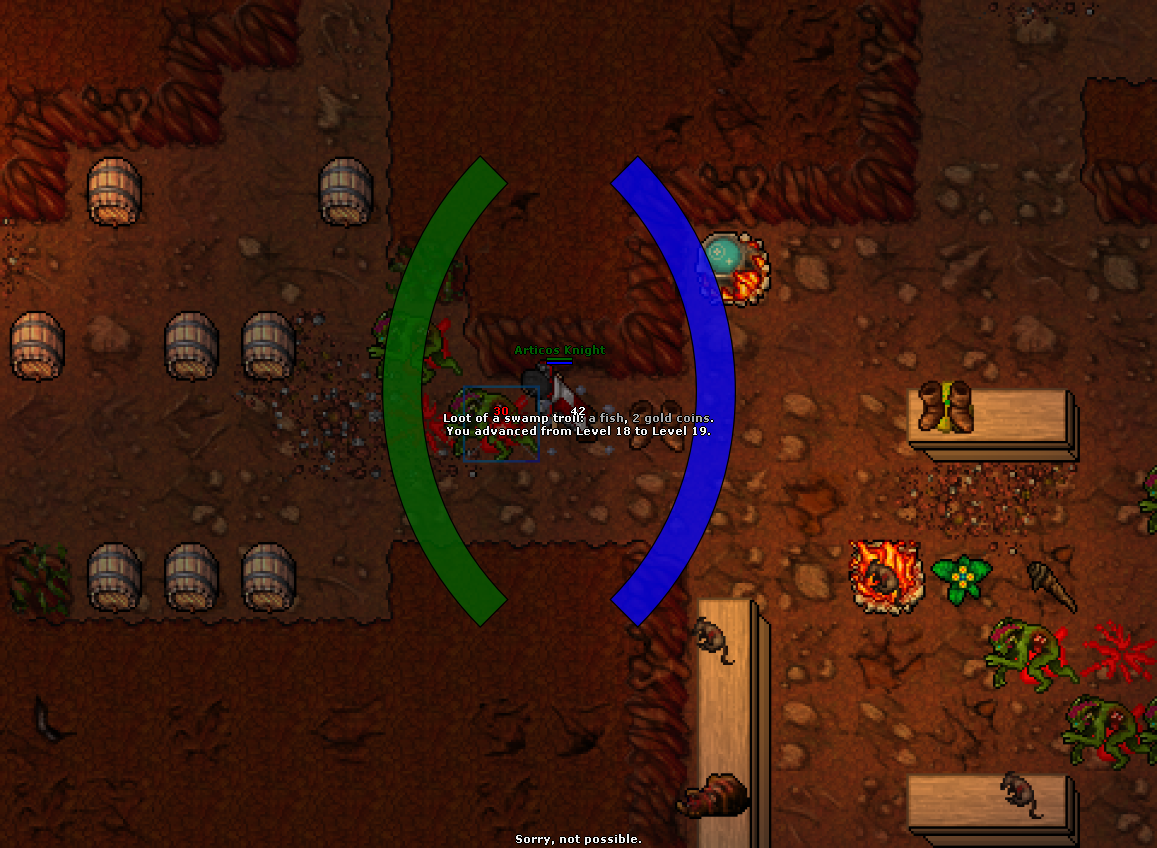 Articos Knight
30
42
Loot of a swamp troll: a fish, 2 gold coins.
You advanced from Level 18 to Level 19.
Sorry, not possible.